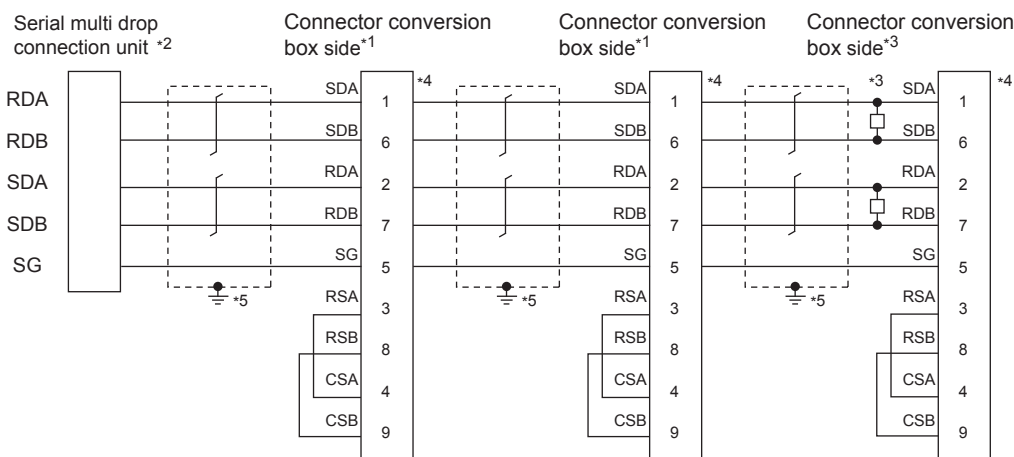 Serial multi drop
connection unit *2
Connector conversion
box side*1
Connector conversion
box side*1
Connector conversion
box side*3
RDA
RDB
SDA
SDB
SG
*5
*4
SDA 1
SDB 6
RDA 2
RDB 7
SG 5
RSA 3
RSB 8
CSA 4
CSB 9
*5
*4
SDA 1
SDB 6
RDA 2
RDB 7
SG 5
RSA 3
RSB 8
CSA 4
CSB 9
*5
*3
*4
SDA 1
SDB 6
RDA 2
RDB 7
SG 5
RSA 3
RSB 8
CSA 4
CSB 9